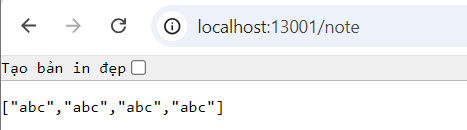 localhost:13001/note
Tạo bản in đẹp
["abc","abc","abc","abc"]